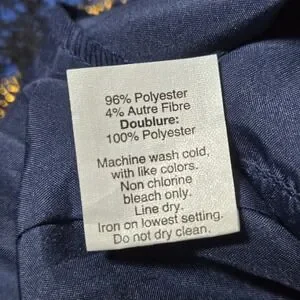 96% Polyester
4% Autre Fibre
Doublure:
100% Polyester
Machine wash cold,
with like colors.
Non chlorine
bleach only.
Line dry.
Iron on lowest setting.
Do not dry clean.